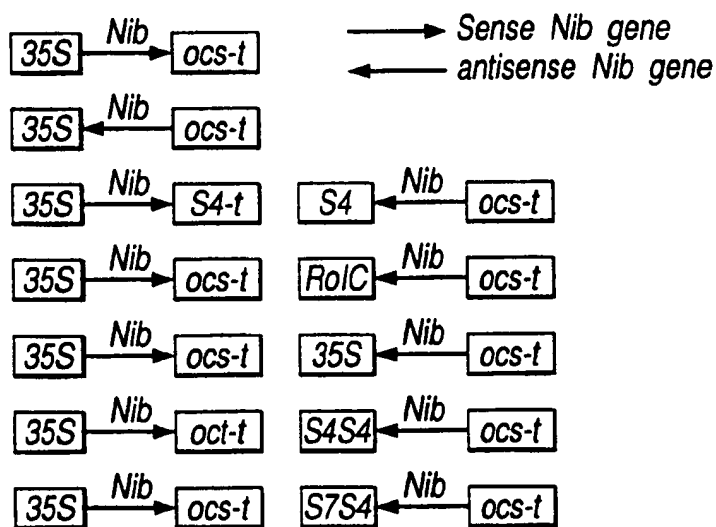 Nib
35S ocs-t
Sense Nib gene
antisense Nib gene
Nib
35S ocs-t
Nib Nib
35S S4-t S4 ocs-t
Nib Nib
35S ocs-t RolC ocs-t
Nib Nib
35S ocs-t 35S ocs-t
Nib Nib
35S oct-t S4S4 ocs-t
Nib Nib
35S ocs-t S7S4 ocs-t